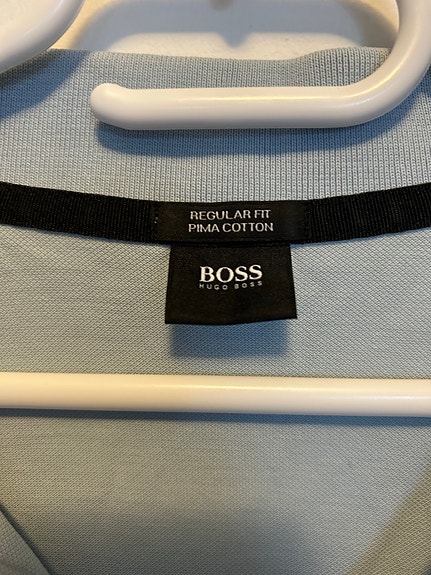 REGULAR FIT
PIMA COTTON
BOSS
HUGO BOSS